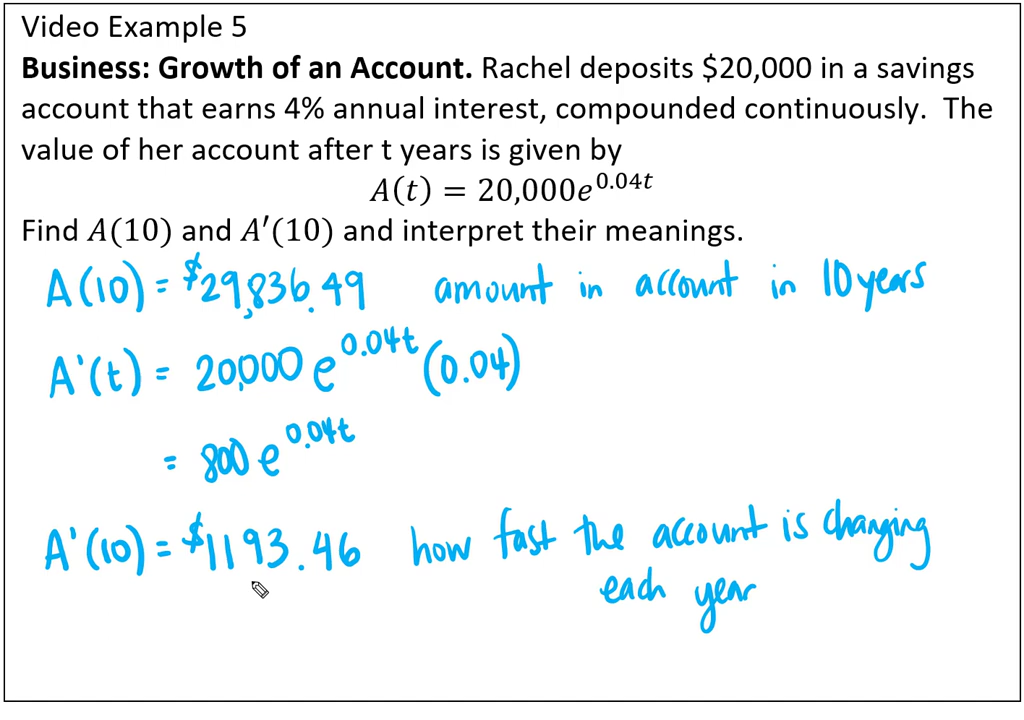 Video Example 5
Business: Growth of an Account. Rachel deposits $20,000 in a savings
account that earns 4% annual interest, compounded continuously. The
value of her account after t years is given by
A(t) = 20,000e^0.04t
Find A(10) and A′(10) and interpret their meanings.
A(10) = $29,836.49 amount in account in 10 years
A'(t) = 20,000 e^0.04t (0.04)
= 800 e^0.04t
A'(10) = $1193.46 how fast the account is changing
each year